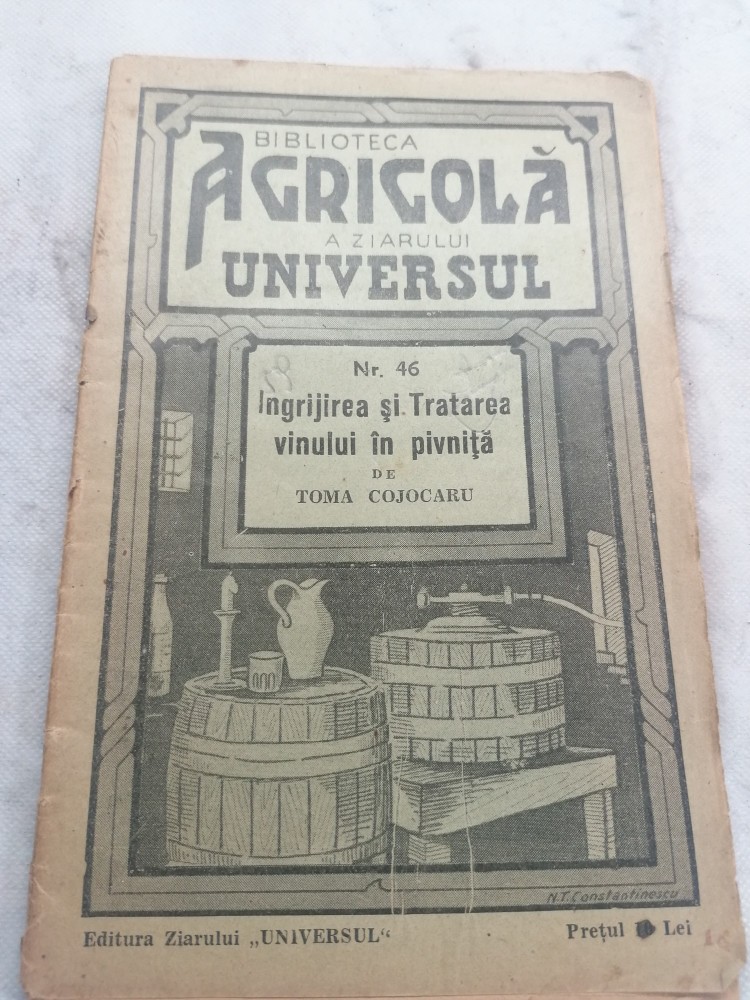 BIBLIOTECA
AGRICOLĂ
A ZIARULUI
UNIVERSUL
Nr. 46
Ingrijirea şi Tratarea
vinului în pivniţă
DE
TOMA COJOCARU
N.T. Constantinescu
Editura Ziarului „UNIVERSUL“
Preţul Lei